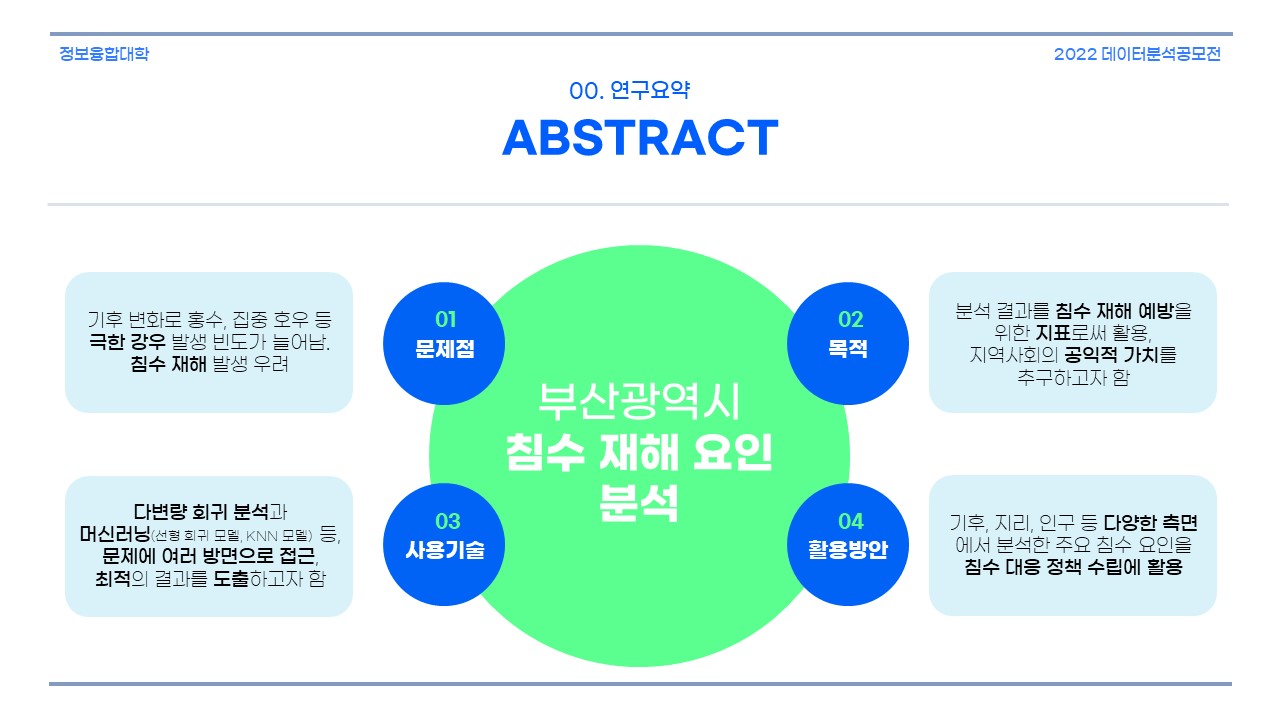 정보융합대학
2022 데이터분석공모전
00. 연구요약
ABSTRACT
기후 변화로 홍수, 집중 호우 등
극한 강우 발생 빈도가 늘어남.
침수 재해 발생 우려
01
문제점
02
목적
분석 결과를 침수 재해 예방을
위한 지표로써 활용,
지역사회의 공익적 가치를
추구하고자 함
부산광역시
침수 재해 요인
분석
다변량 회귀 분석과
머신러닝(선형 회귀 모델, KNN 모델) 등,
문제에 여러 방면으로 접근,
최적의 결과를 도출하고자 함
03
사용기술
04
활용방안
기후, 지리, 인구 등 다양한 측면
에서 분석한 주요 침수 요인을
침수 대응 정책 수립에 활용